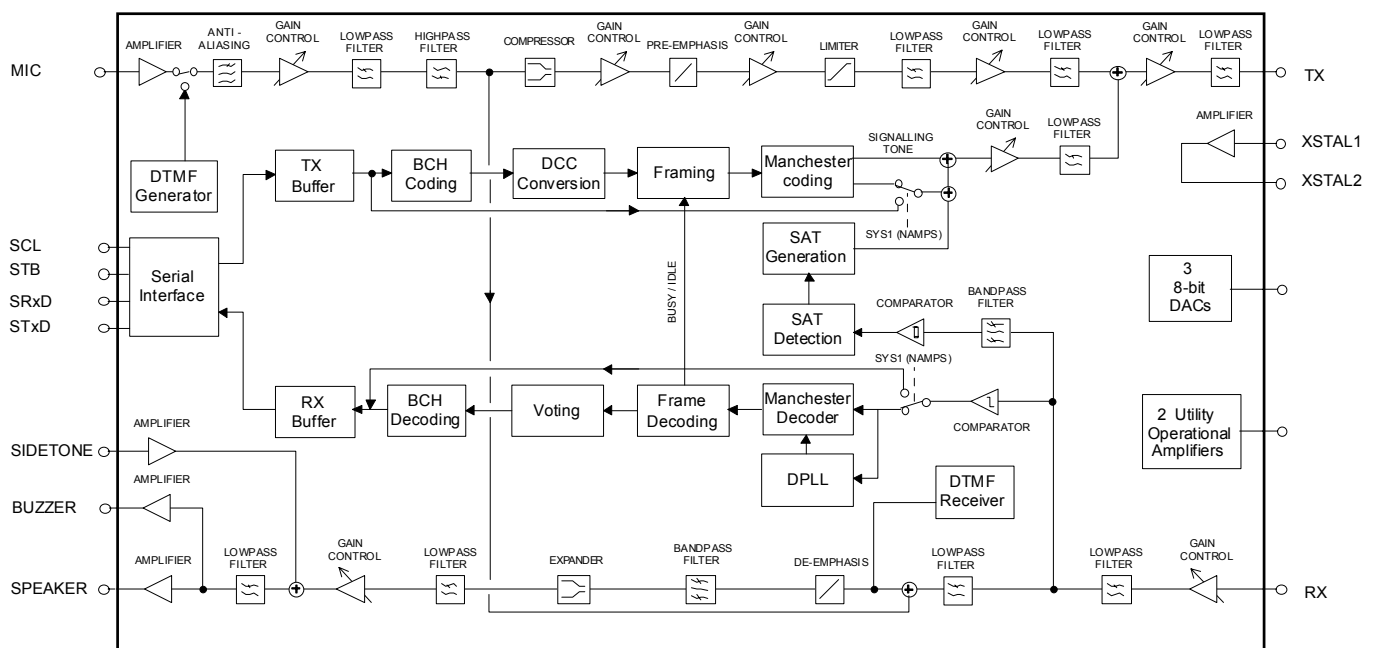 MIC
AMPLIFIER
ANTI-
ALIASING
GAIN
CONTROL
LOWPASS
FILTER
HIGHPASS
FILTER
COMPRESSOR
GAIN
CONTROL
PRE-EMPHASIS
GAIN
CONTROL
LIMITER
LOWPASS
FILTER
GAIN
CONTROL
LOWPASS
FILTER
GAIN
CONTROL
LOWPASS
FILTER
TX
DTMF
Generator
TX
Buffer
BCH
Coding
DCC
Conversion
Framing
Manchester
coding
SIGNALLING
TONE
GAIN
CONTROL
LOWPASS
FILTER
AMPLIFIER
XSTAL1
XSTAL2
SYS1 (NAMPS)
SCL
STB
SRxD
STxD
Serial
Interface
BUSY / IDLE
SAT
Generation
SAT
Detection
COMPARATOR
BANDPASS
FILTER
3
8-bit
DACs
SYS1 (NAMPS)
RX
Buffer
BCH
Decoding
Voting
Frame
Decoding
Manchester
Decoder
COMPARATOR
2 Utility
Operational
Amplifiers
DPLL
DTMF
Receiver
SIDETONE
AMPLIFIER
BUZZER
AMPLIFIER
SPEAKER
AMPLIFIER
LOWPASS
FILTER
GAIN
CONTROL
LOWPASS
FILTER
EXPANDER
BANDPASS
FILTER
DE-EMPHASIS
LOWPASS
FILTER
LOWPASS
FILTER
GAIN
CONTROL
RX